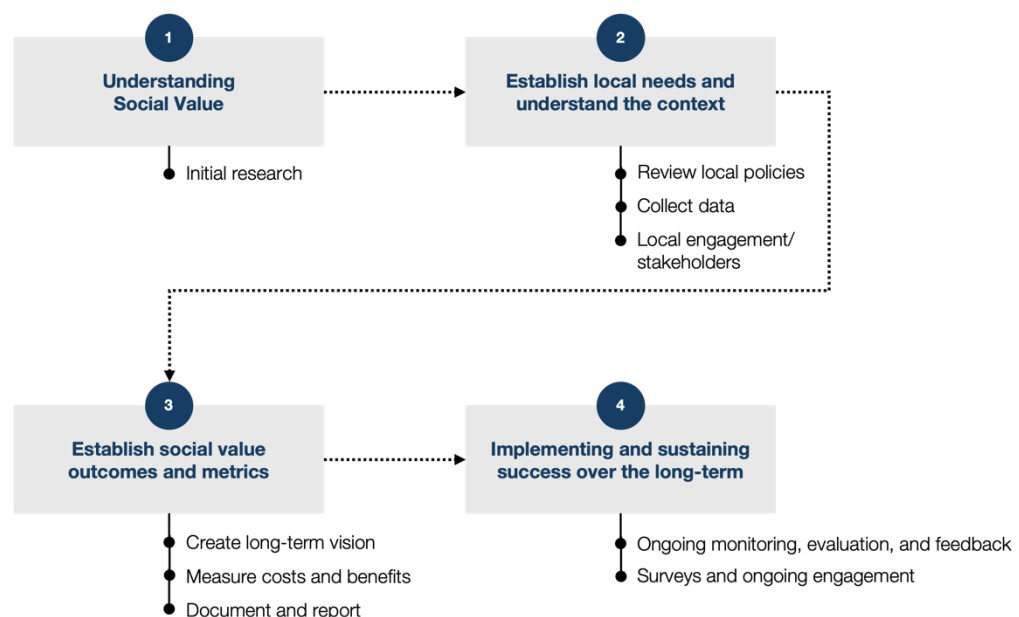 1
Understanding
Social Value
Initial research
2
Establish local needs and
understand the context
Review local policies
Collect data
Local engagement/
stakeholders
3
Establish social value
outcomes and metrics
Create long-term vision
Measure costs and benefits
Document and report
4
Implementing and sustaining
success over the long-term
Ongoing monitoring, evaluation, and feedback
Surveys and ongoing engagement